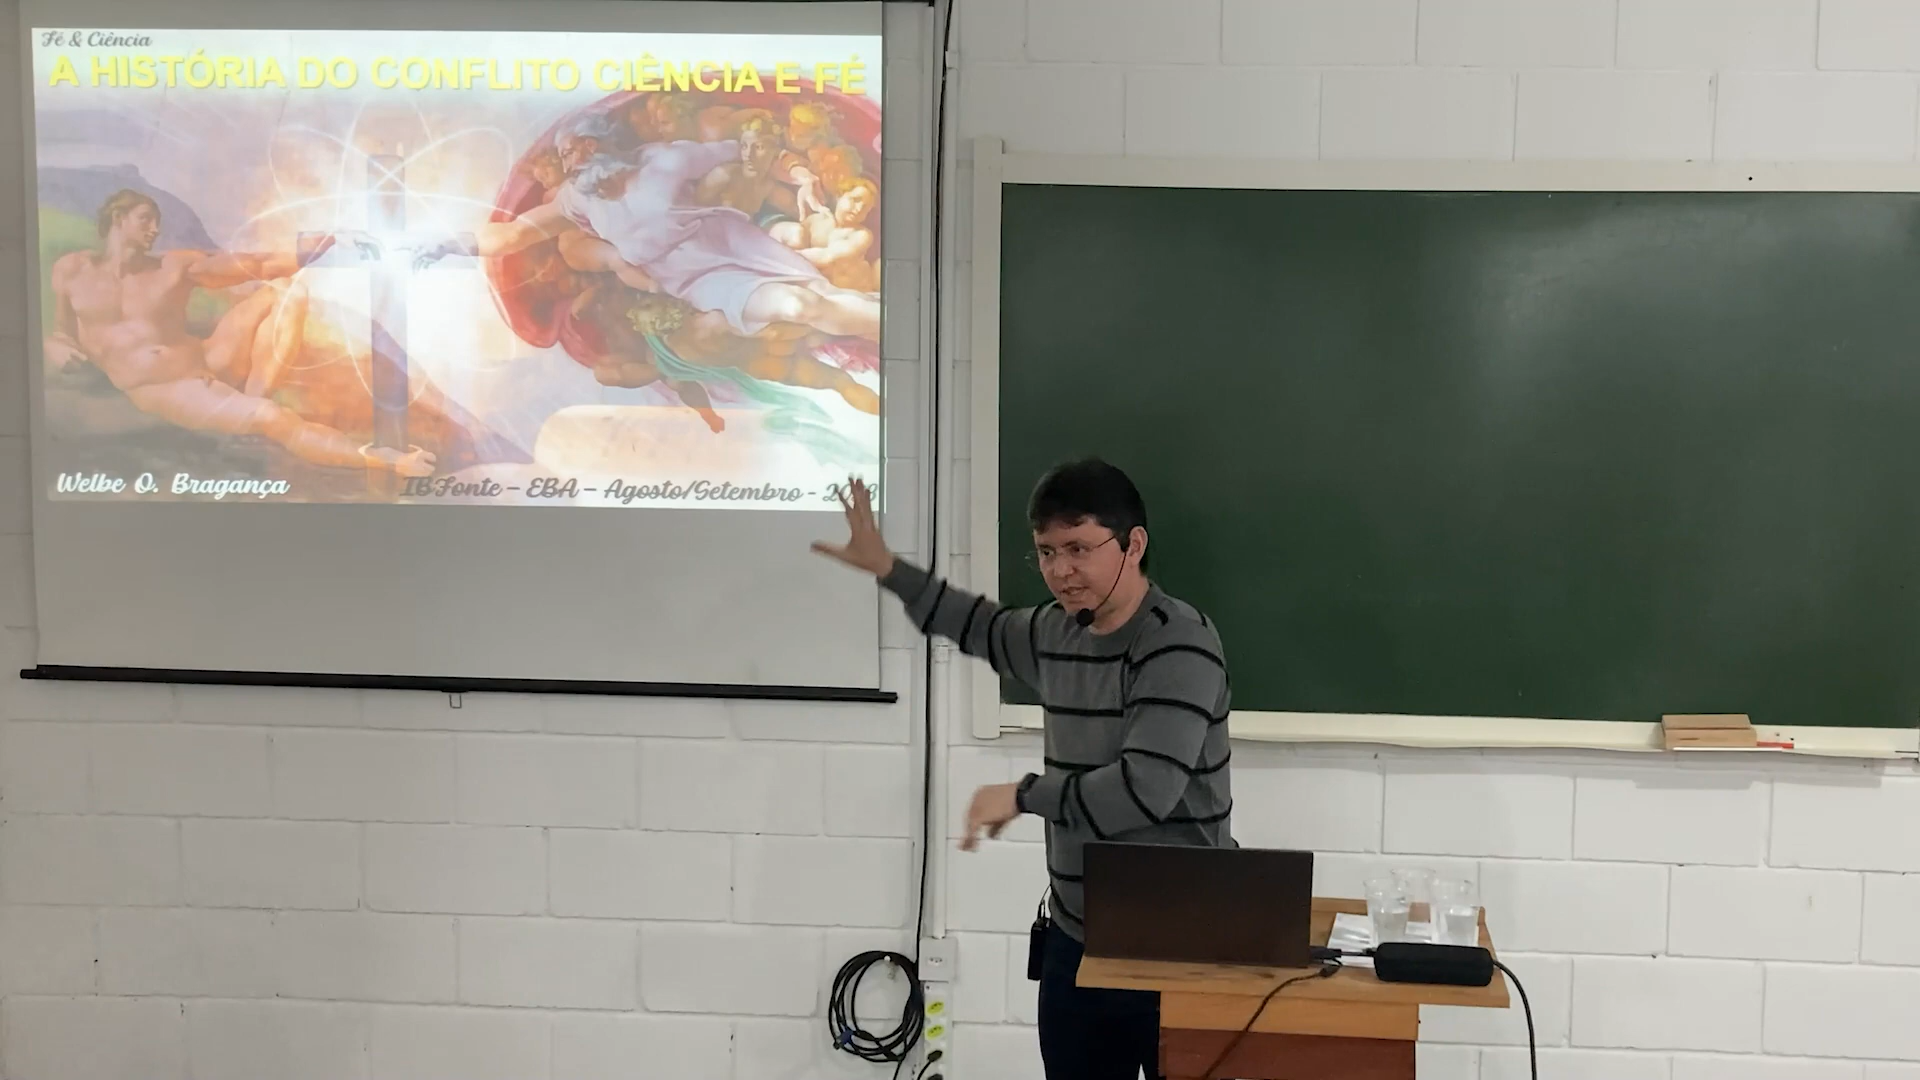 Fé & Ciência
A HISTÓRIA DO CONFLITO CIÊNCIA E FÉ
Welbe O. Bragança
IBFonte – EBA – Agosto/Setembro -